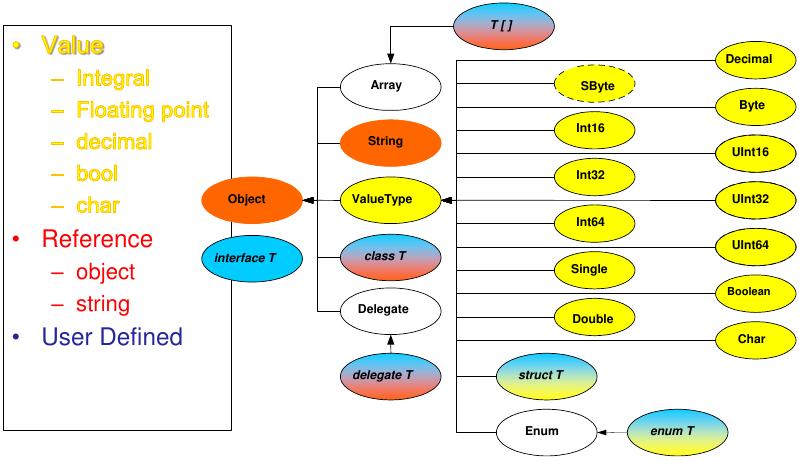 • Value
– Integral
– Floating point
– decimal
– bool
– char
• Reference
– object
– string
• User Defined
T [ ]
Array
String
Object
ValueType
interface T
class T
Delegate
delegate T
SByte
Int16
Int32
Int64
Single
Double
struct T
Enum
enum T
Decimal
Byte
UInt16
UInt32
UInt64
Boolean
Char